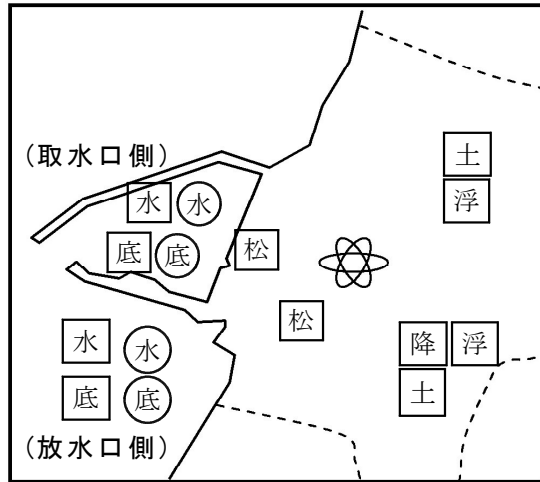 (取水口側)
土
水 水
浮
底 底
松
松
水 水
降 浮
底 底
土
(放水口側)